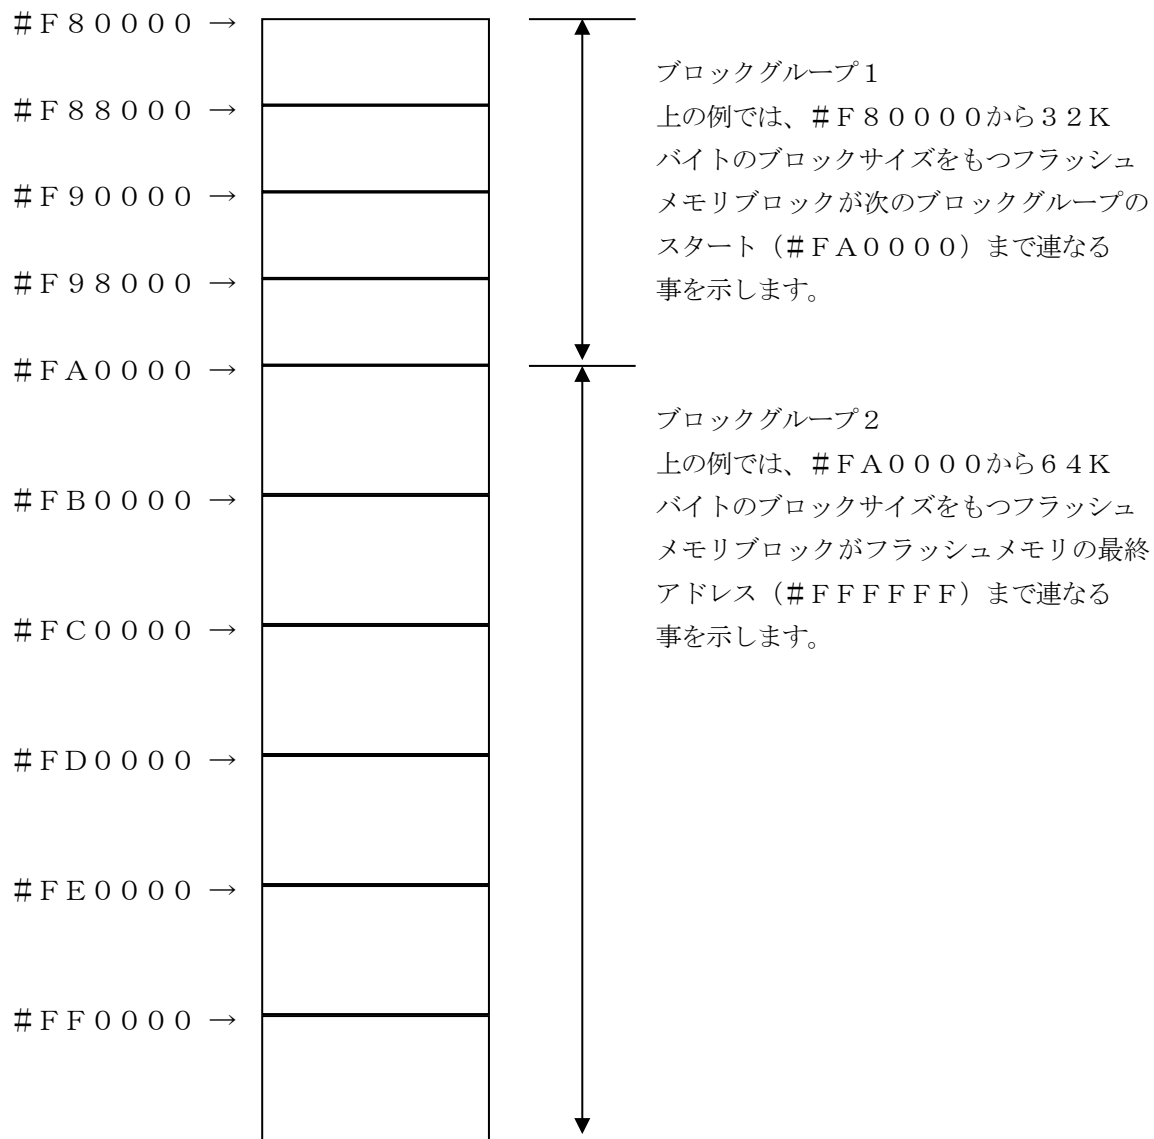 ＃Ｆ８００００ →
ブロックグループ１
＃Ｆ８８０００ →
上の例では、＃Ｆ８００００から３２Ｋ
バイトのブロックサイズをもつフラッシュ
＃Ｆ９００００ →
メモリブロックが次のブロックグループの
スタート（＃ＦＡ００００）まで連なる
＃Ｆ９８０００ →
事を示します。
＃ＦＡ００００ →
ブロックグループ２
上の例では、＃ＦＡ００００から６４Ｋ
＃ＦＢ００００ →
バイトのブロックサイズをもつフラッシュ
メモリブロックがフラッシュメモリの最終
アドレス（＃ＦＦＦＦＦＦ）まで連なる
＃ＦＣ００００ →
事を示します。
＃ＦＤ００００ →
＃ＦＥ００００ →
＃ＦＦ００００ →